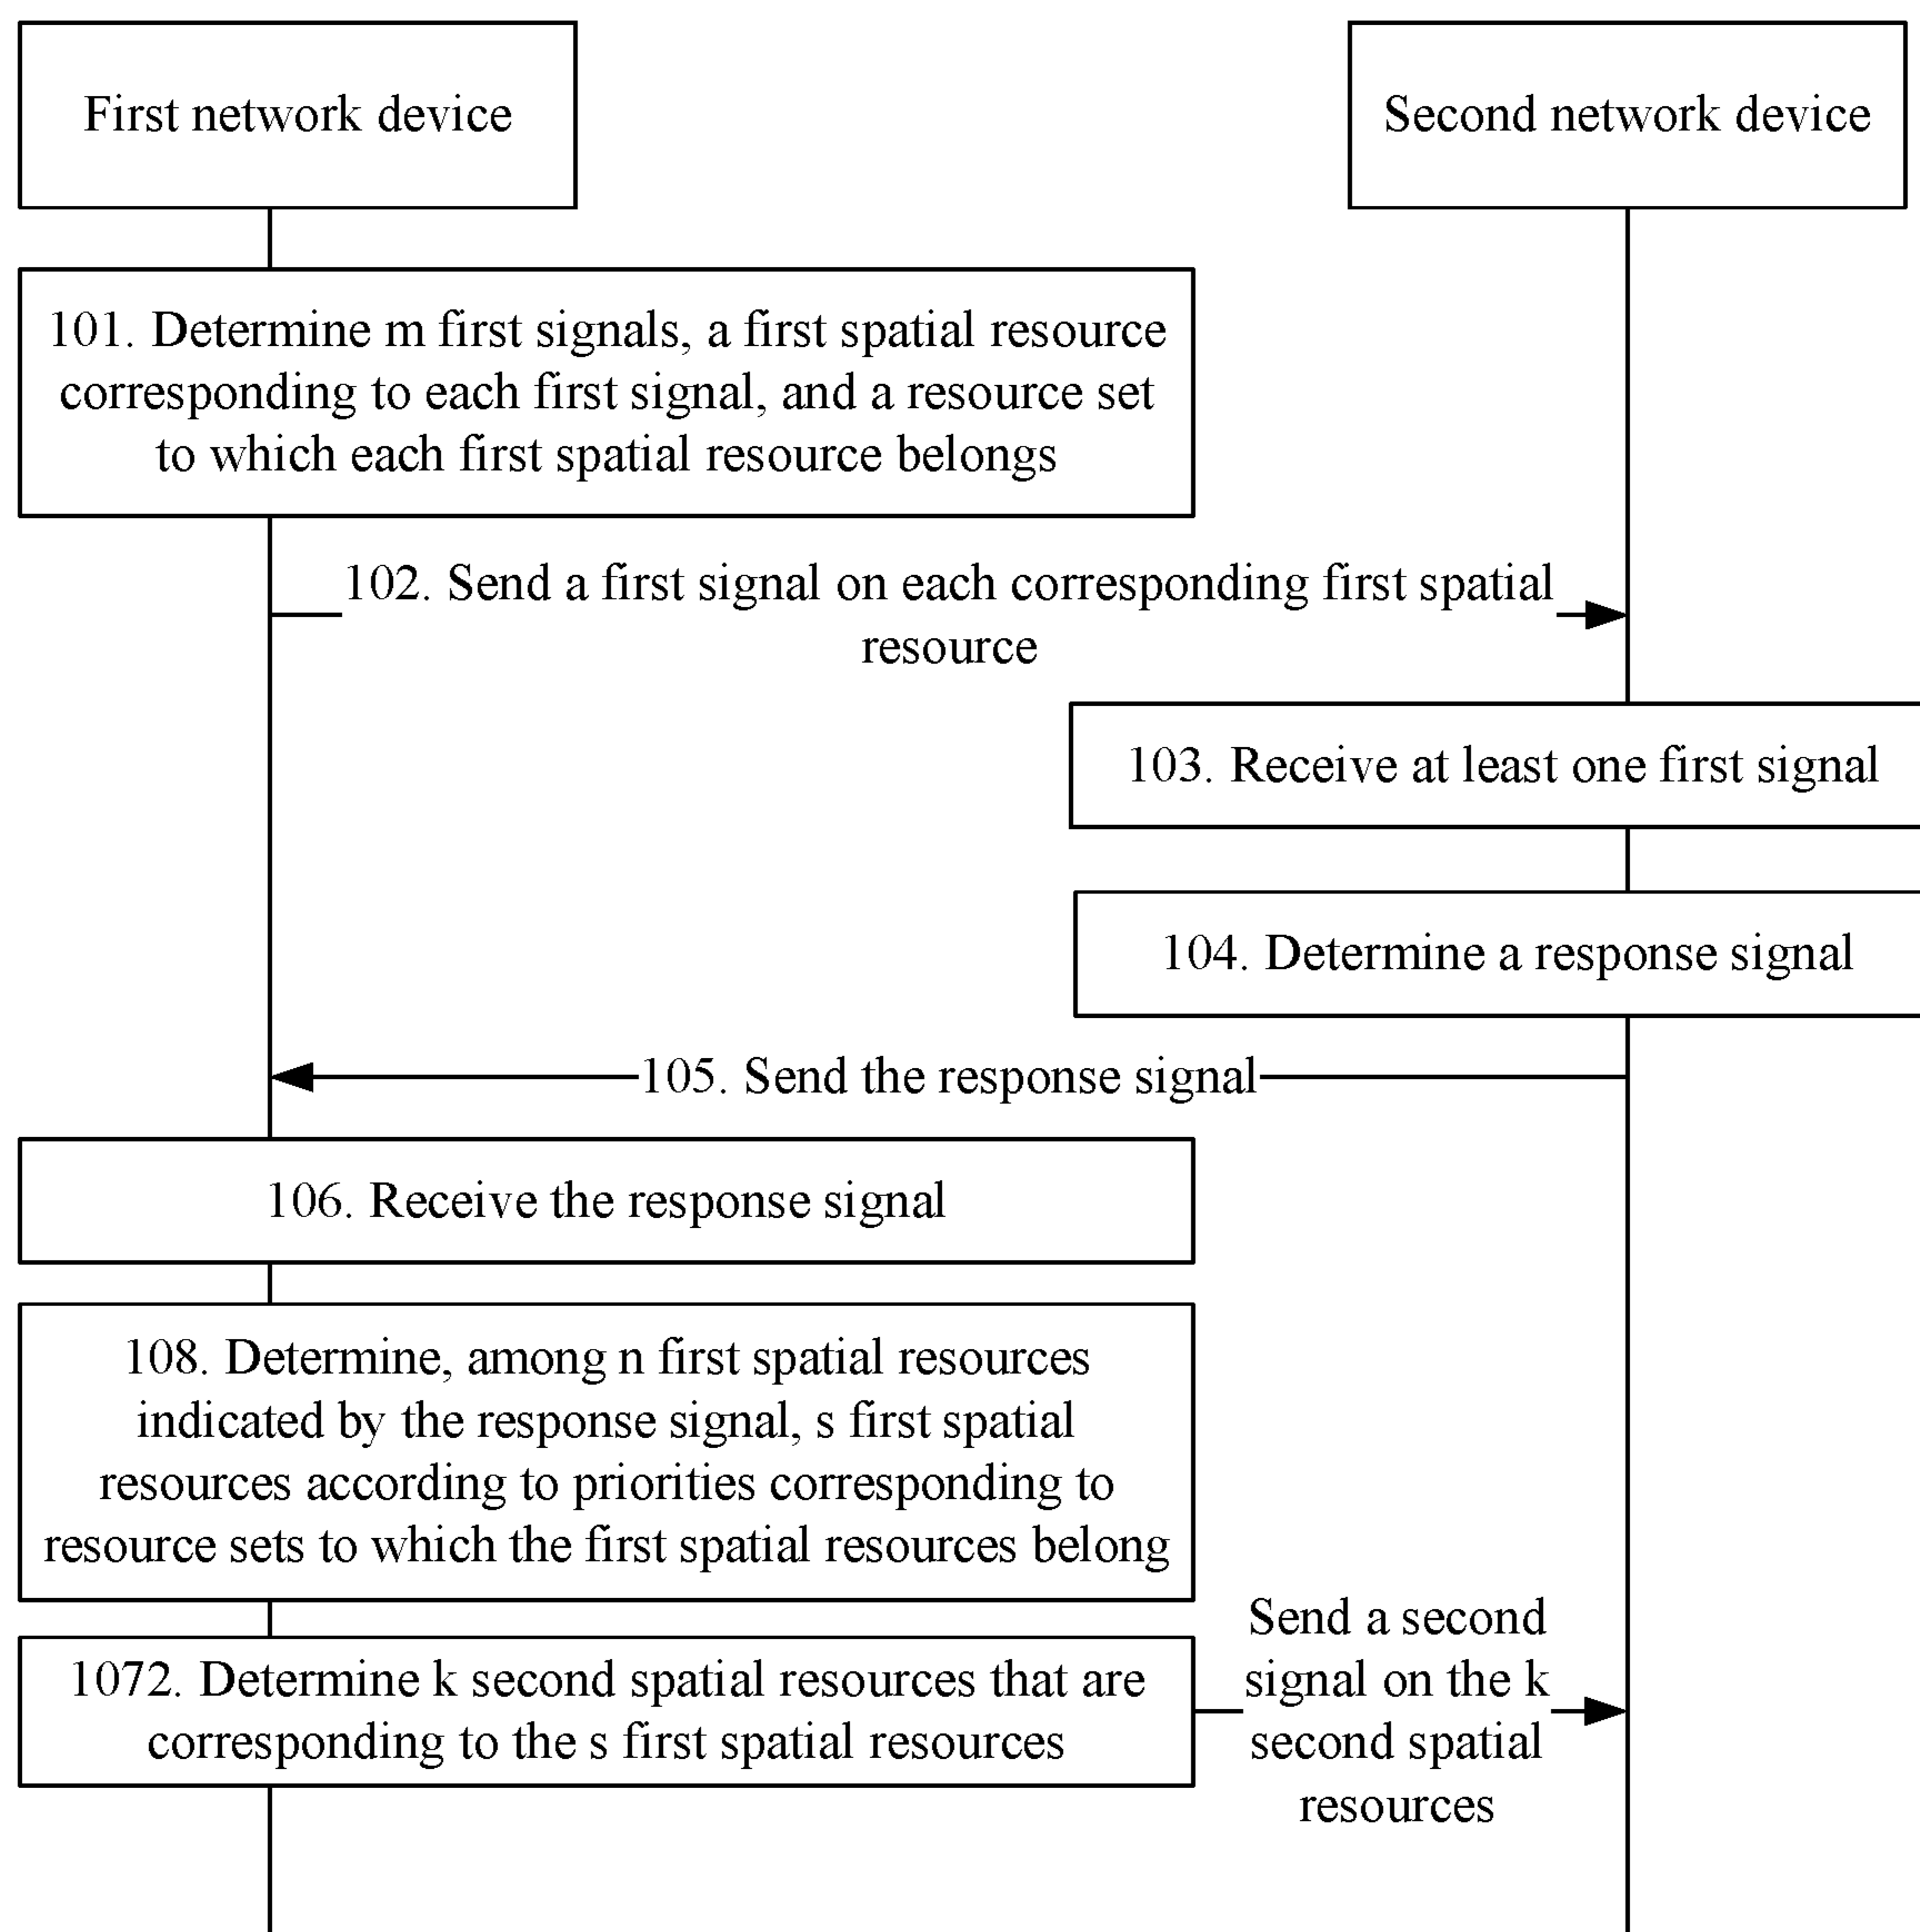 First network device
Second network device
101. Determine m first signals, a first spatial resource
corresponding to each first signal, and a resource set
to which each first spatial resource belongs
102. Send a first signal on each corresponding first spatial
resource
103. Receive at least one first signal
104. Determine a response signal
105. Send the response signal
106. Receive the response signal
108. Determine, among n first spatial resources
indicated by the response signal, s first spatial
resources according to priorities corresponding to
resource sets to which the first spatial resources belong
1072. Determine k second spatial resources that are
corresponding to the s first spatial resources
Send a second
signal on the k
second spatial
resources